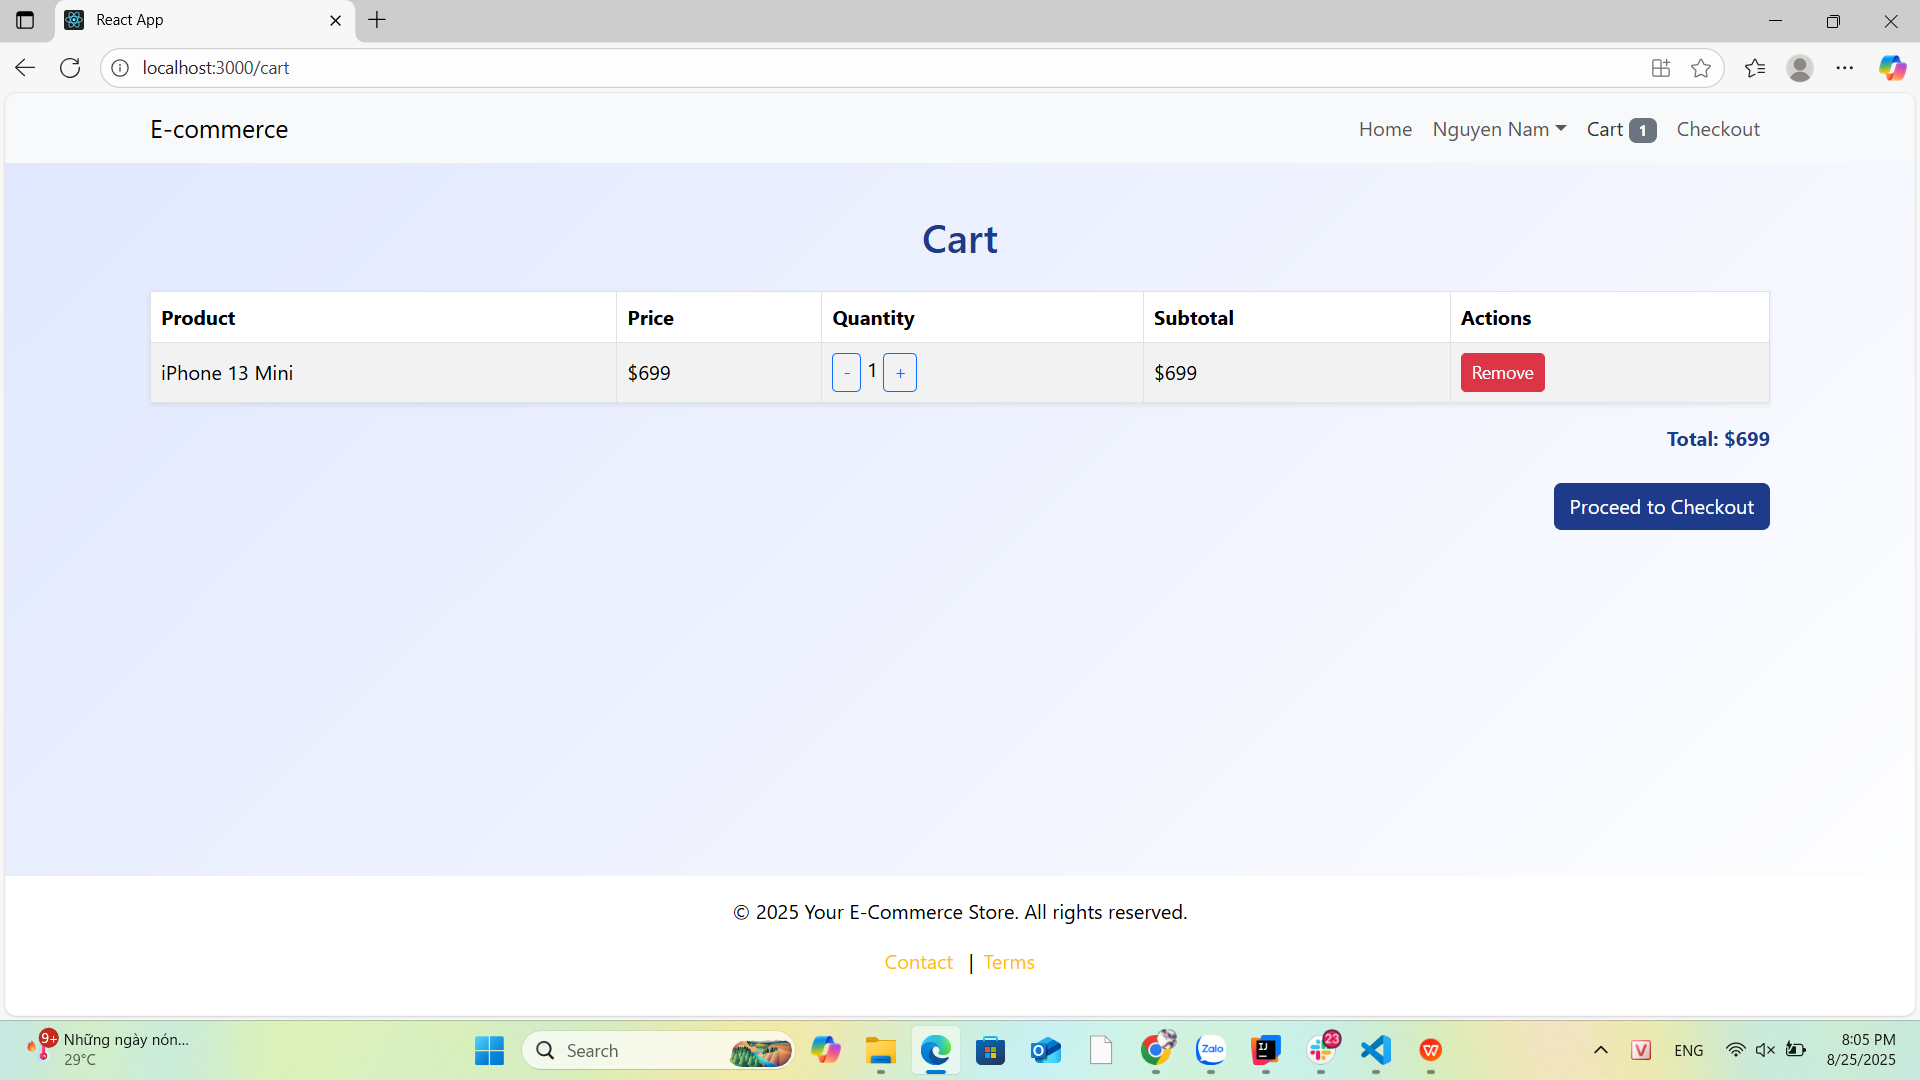 React App
localhost:3000/cart
E-commerce
Home Nguyen Nam Cart 1 Checkout
Cart
Product Price Quantity Subtotal Actions
iPhone 13 Mini $699 - 1 + $699 Remove
Total: $699
Proceed to Checkout
© 2025 Your E-Commerce Store. All rights reserved.
Contact | Terms
9+ Những ngày nón...
29°C
Search
Zalo
23
ENG
8:05 PM
8/25/2025